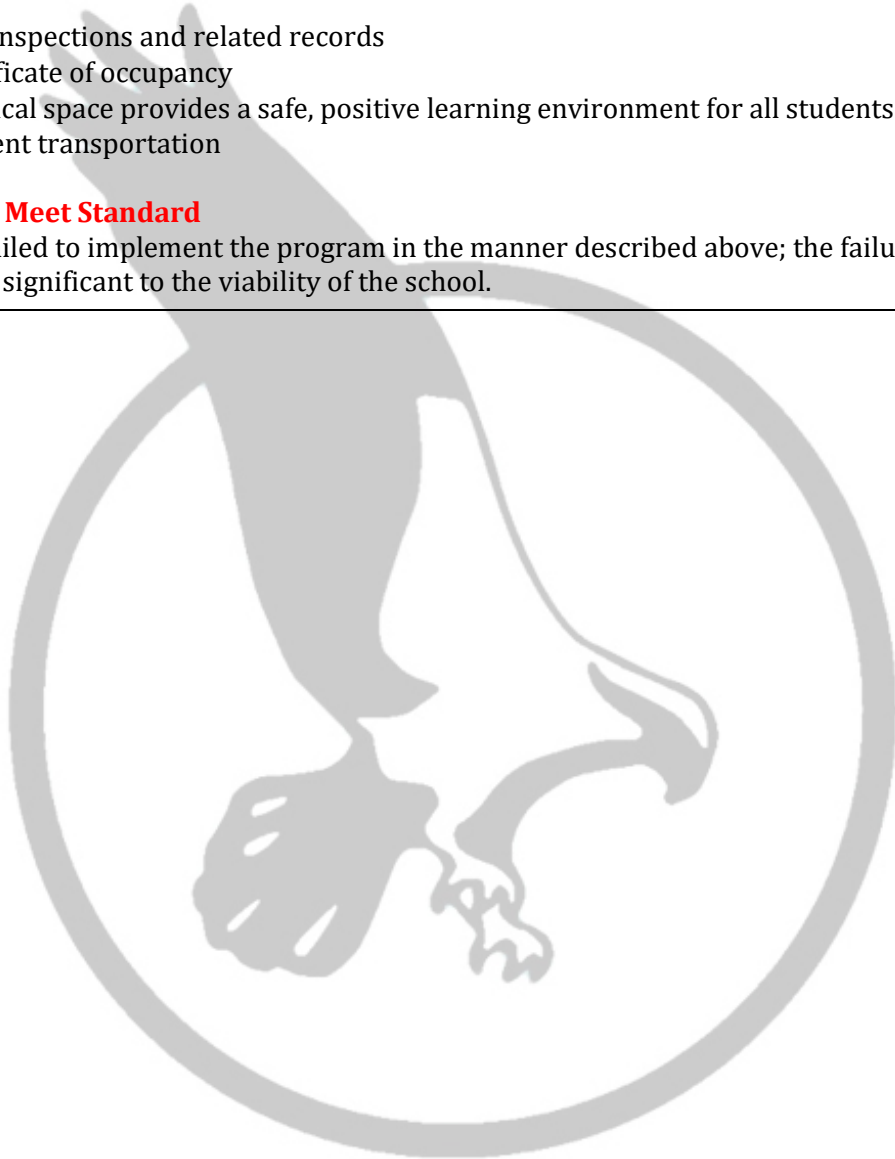 nspections and related records
ficate of occupancy
ical space provides a safe, positive learning environment for all students
ent transportation
Meet Standard
iled to implement the program in the manner described above; the failu
significant to the viability of the school.